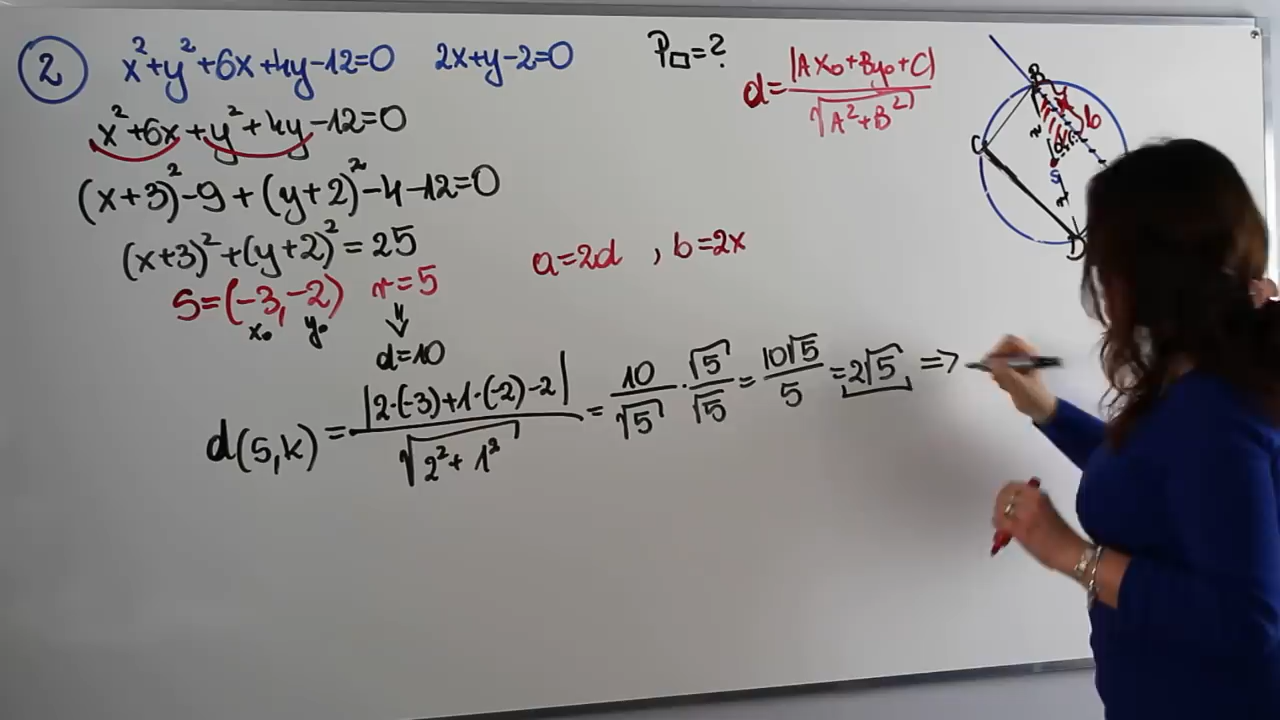 2 x²+y²+6x+4y-12=0 2x+y-2=0 P□=?
d=|Ax₀+By₀+C|/√(A²+B²)
x²+6x+y²+4y-12=0
(x+3)²-9+(y+2)²-4-12=0
(x+3)²+(y+2)²=25
a=2d , b=2x
S=(-3,-2) r=5
x₀ y₀
d=10
d(S,k)=|2·(-3)+1·(-2)-2|/√(2²+1²)=10/√5·√5/√5=10√5/5=2√5 =>
B
x
b
C
r
d
S
r
D